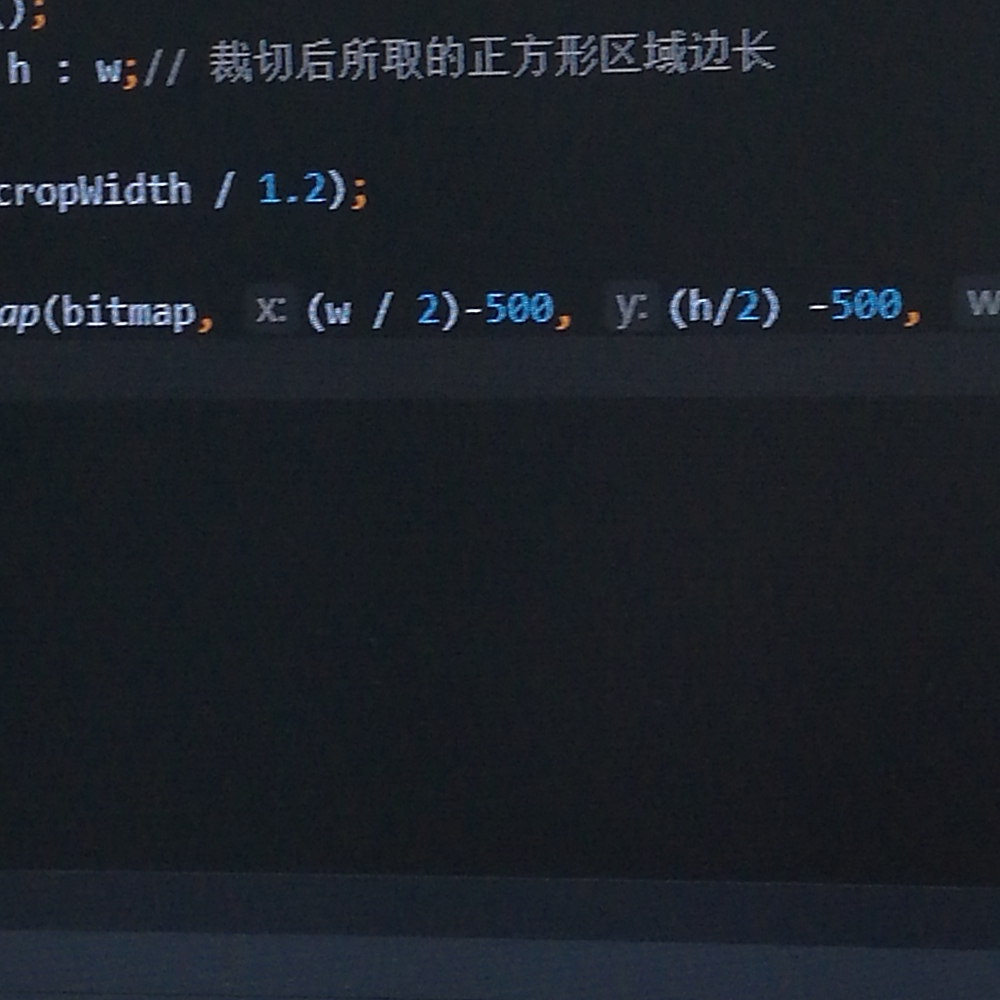 );
h : w;// 裁切后所取的正方形区域边长
cropWidth / 1.2);
ap(bitmap, x: (w / 2)-500, y: (h/2) -500, w